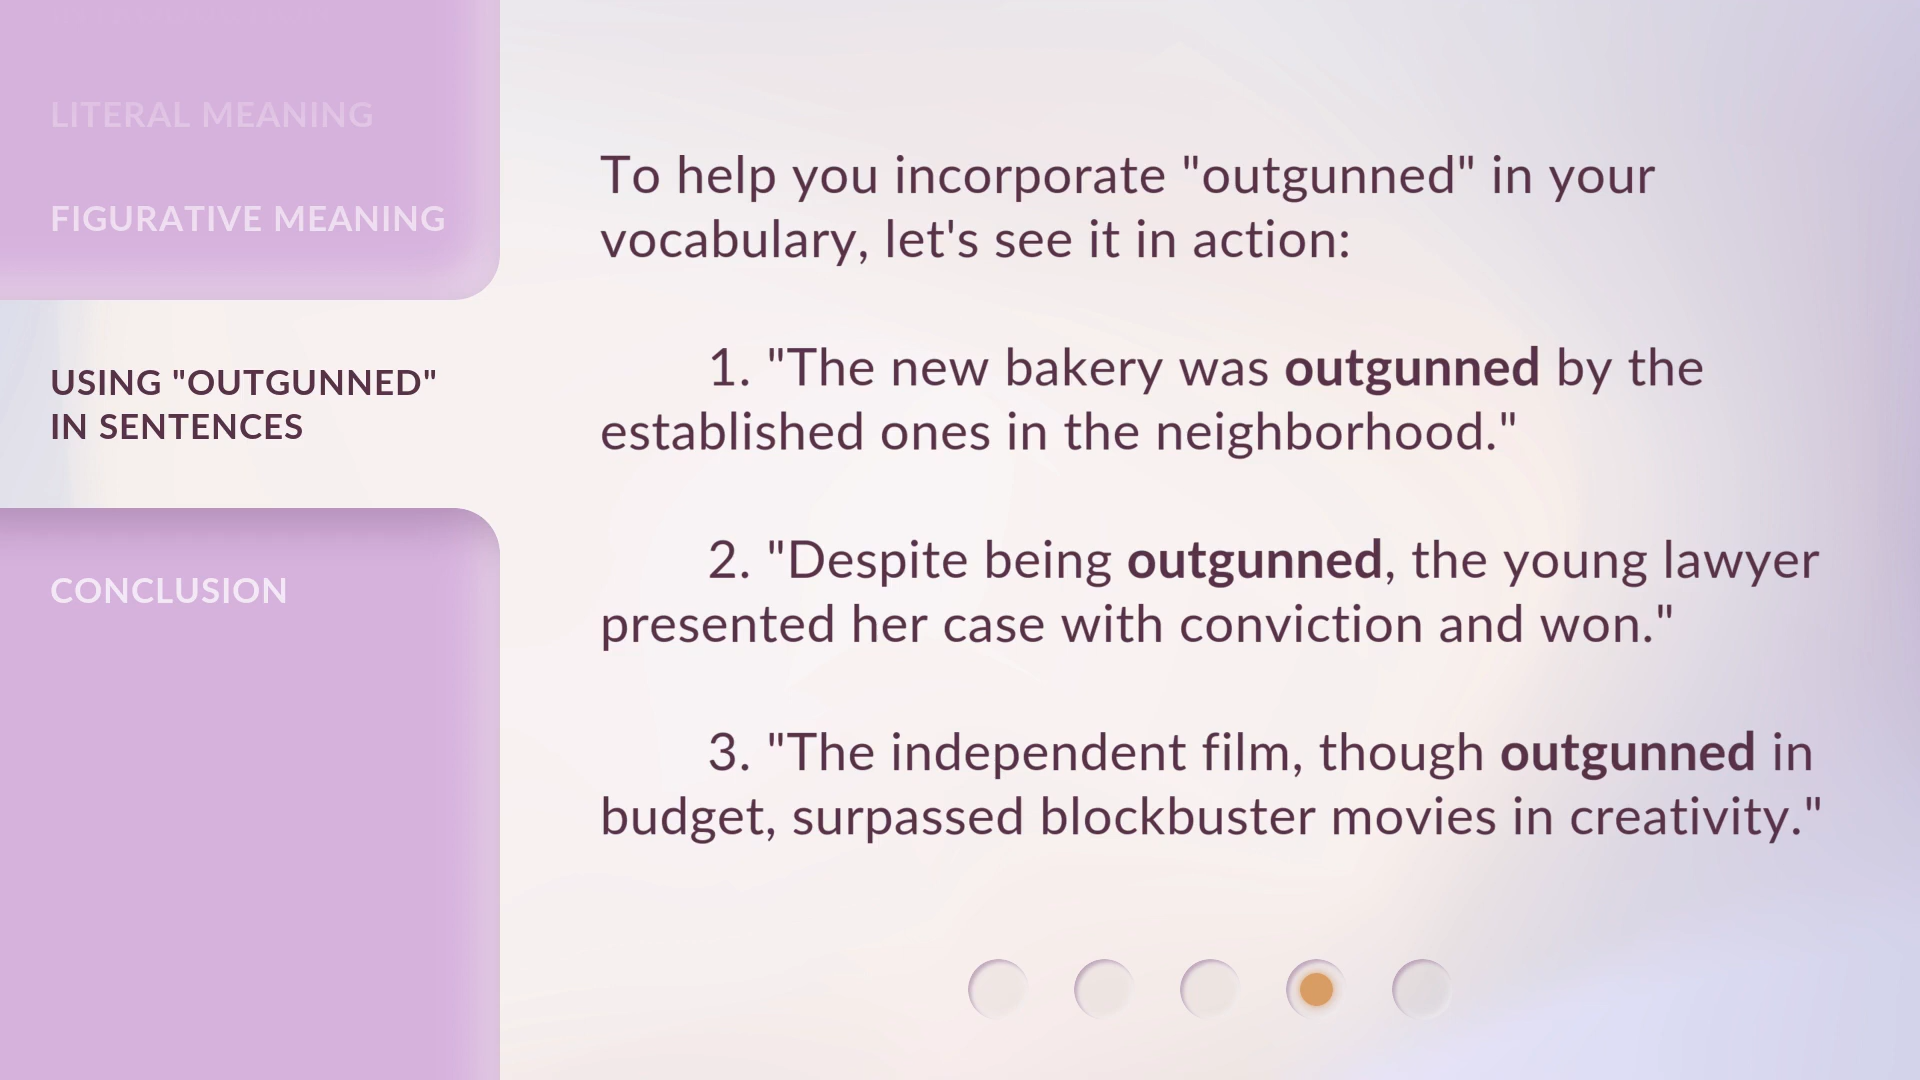 LITERAL MEANING
FIGURATIVE MEANING
USING "OUTGUNNED"
IN SENTENCES
CONCLUSION
To help you incorporate "outgunned" in your
vocabulary, let's see it in action:
1. "The new bakery was outgunned by the
established ones in the neighborhood."
2. "Despite being outgunned, the young lawyer
presented her case with conviction and won."
3. "The independent film, though outgunned in
budget, surpassed blockbuster movies in creativity."